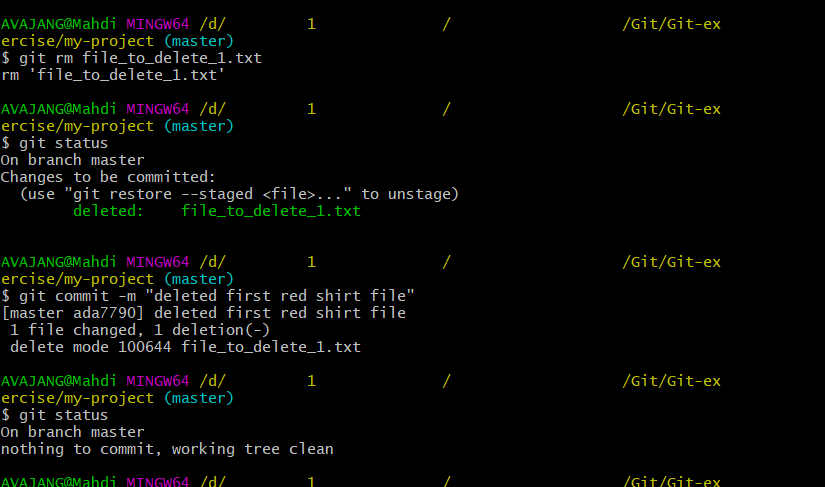 AVAJANG@Mahdi MINGW64 /d/ 1 / /Git/Git-ex
ercise/my-project (master)
$ git rm file_to_delete_1.txt
rm 'file_to_delete_1.txt'
AVAJANG@Mahdi MINGW64 /d/ 1 / /Git/Git-ex
ercise/my-project (master)
$ git status
On branch master
Changes to be committed:
(use "git restore --staged <file>..." to unstage)
deleted: file_to_delete_1.txt
AVAJANG@Mahdi MINGW64 /d/ 1 / /Git/Git-ex
ercise/my-project (master)
$ git commit -m "deleted first red shirt file"
[master ada7790] deleted first red shirt file
1 file changed, 1 deletion(-)
delete mode 100644 file_to_delete_1.txt
AVAJANG@Mahdi MINGW64 /d/ 1 / /Git/Git-ex
ercise/my-project (master)
$ git status
On branch master
nothing to commit, working tree clean
AVAJANG@Mahdi MINGW64 /d/ 1 / /Git/Git-ex